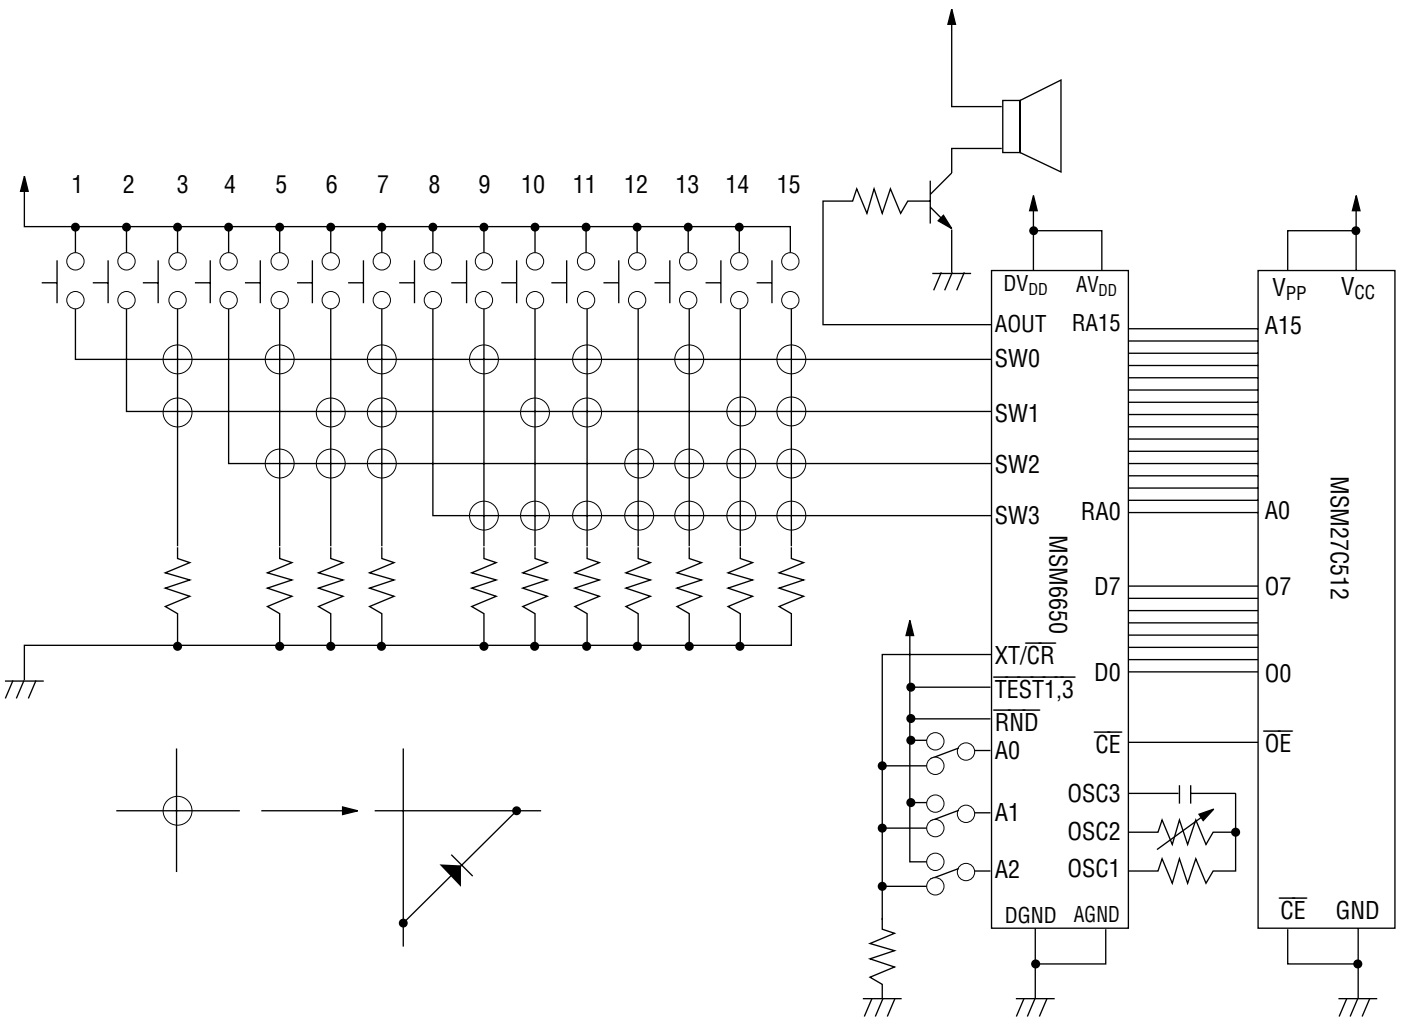 1 2 3 4 5 6 7 8 9 10 11 12 13 14 15
DVDD AVDD
AOUT RA15
SW0
SW1
SW2
SW3 RA0
MSM6650
D7
XT/CR D0
TEST1,3
RND
A0 CE
A1 OSC3
OSC2
A2 OSC1
DGND AGND
VPP VCC
A15
A0
MSM27C512
O7
O0
OE
CE GND